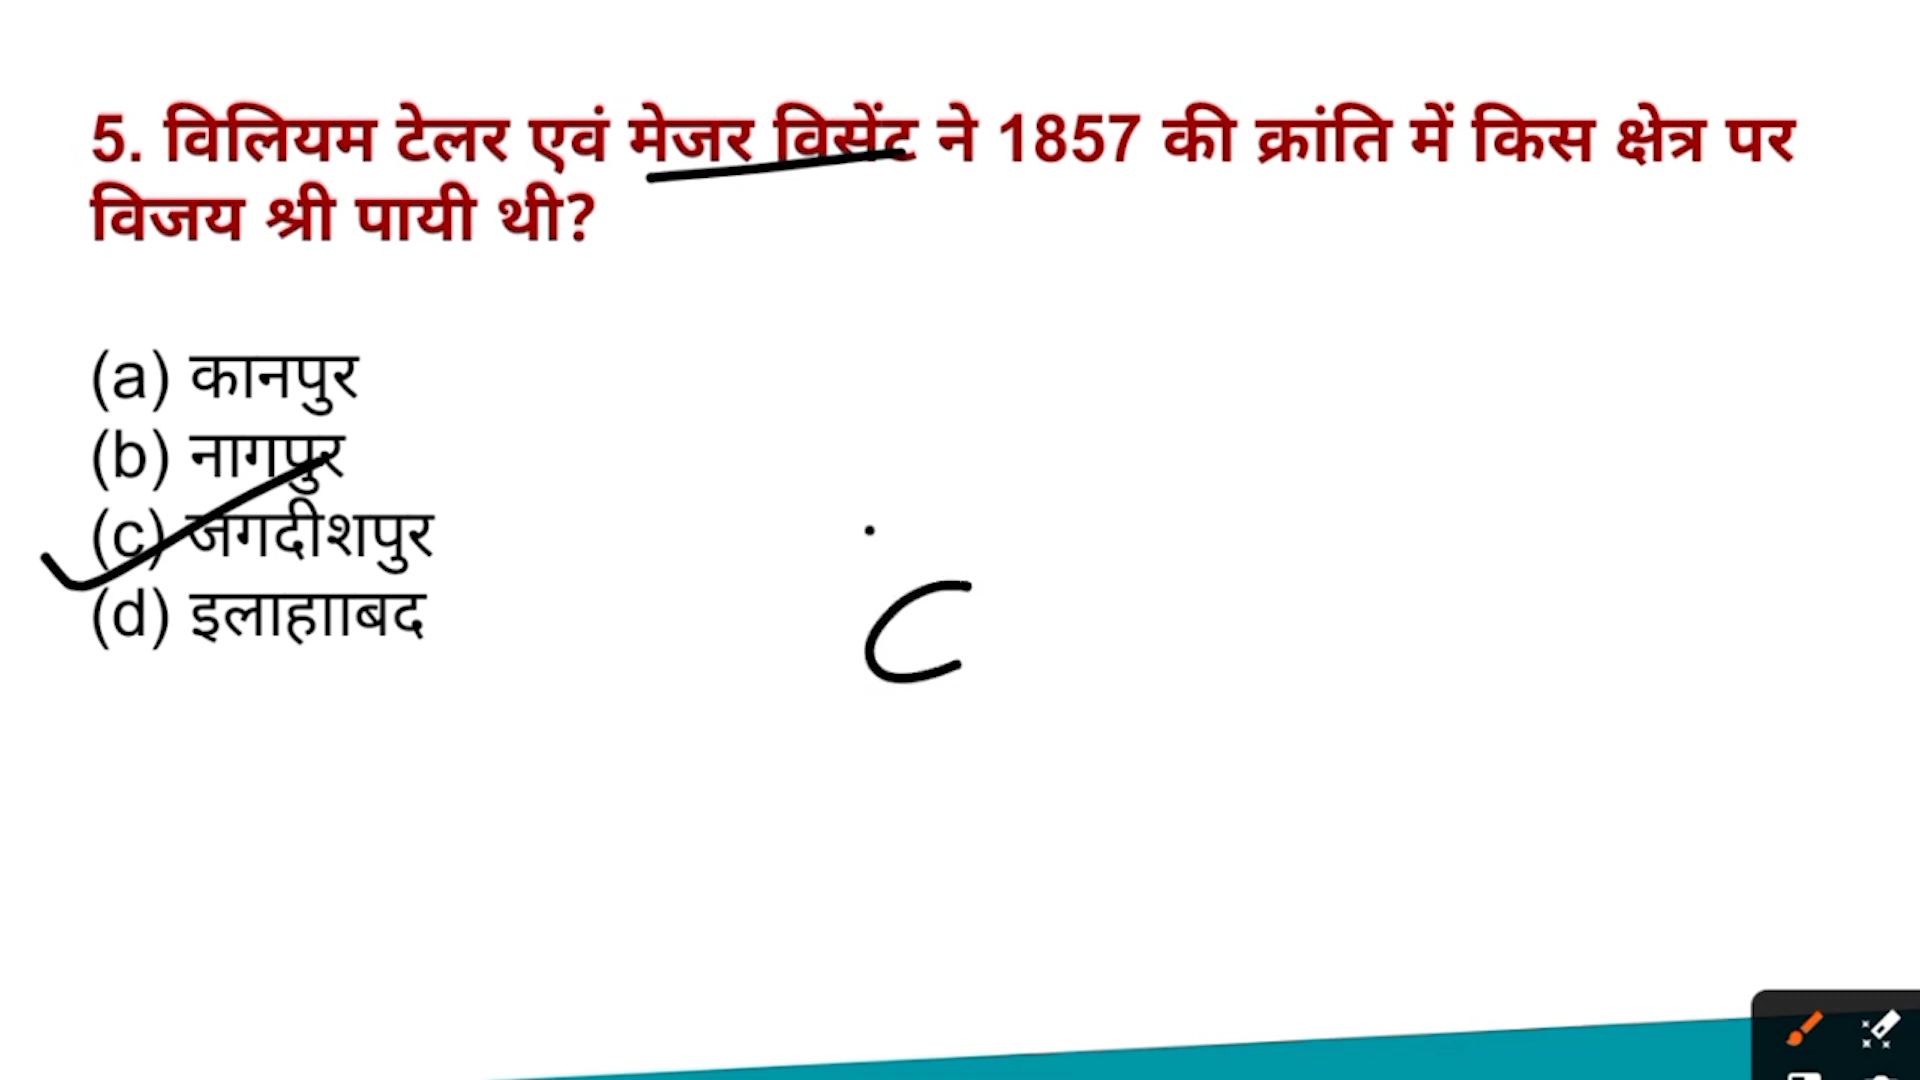 5. विलियम टेलर एवं मेजर विसेंट ने 1857 की क्रांति में किस क्षेत्र पर
विजय श्री पायी थी?
(a) कानपुर
(b) नागपुर
(c) जगदीशपुर
(d) इलाहााबद
C